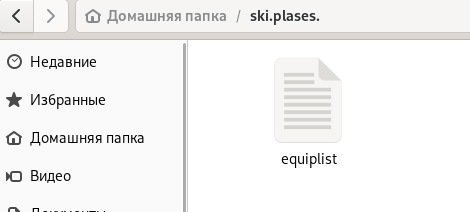 Домашняя папка / ski.plases.
Недавние
Избранные
Домашняя папка
Видео
equiplist